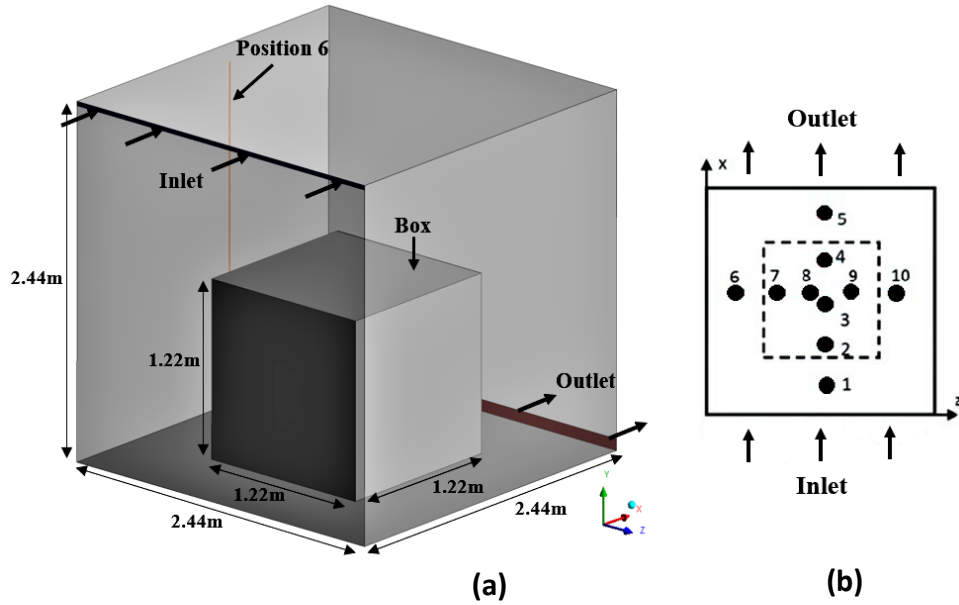 Position 6
Inlet
Box
2.44m
1.22m
Outlet
1.22m
1.22m
2.44m
2.44m
Y
X
Z
(a)
Outlet
X
5
4
6
7
8
9
10
3
2
1
z
Inlet
(b)